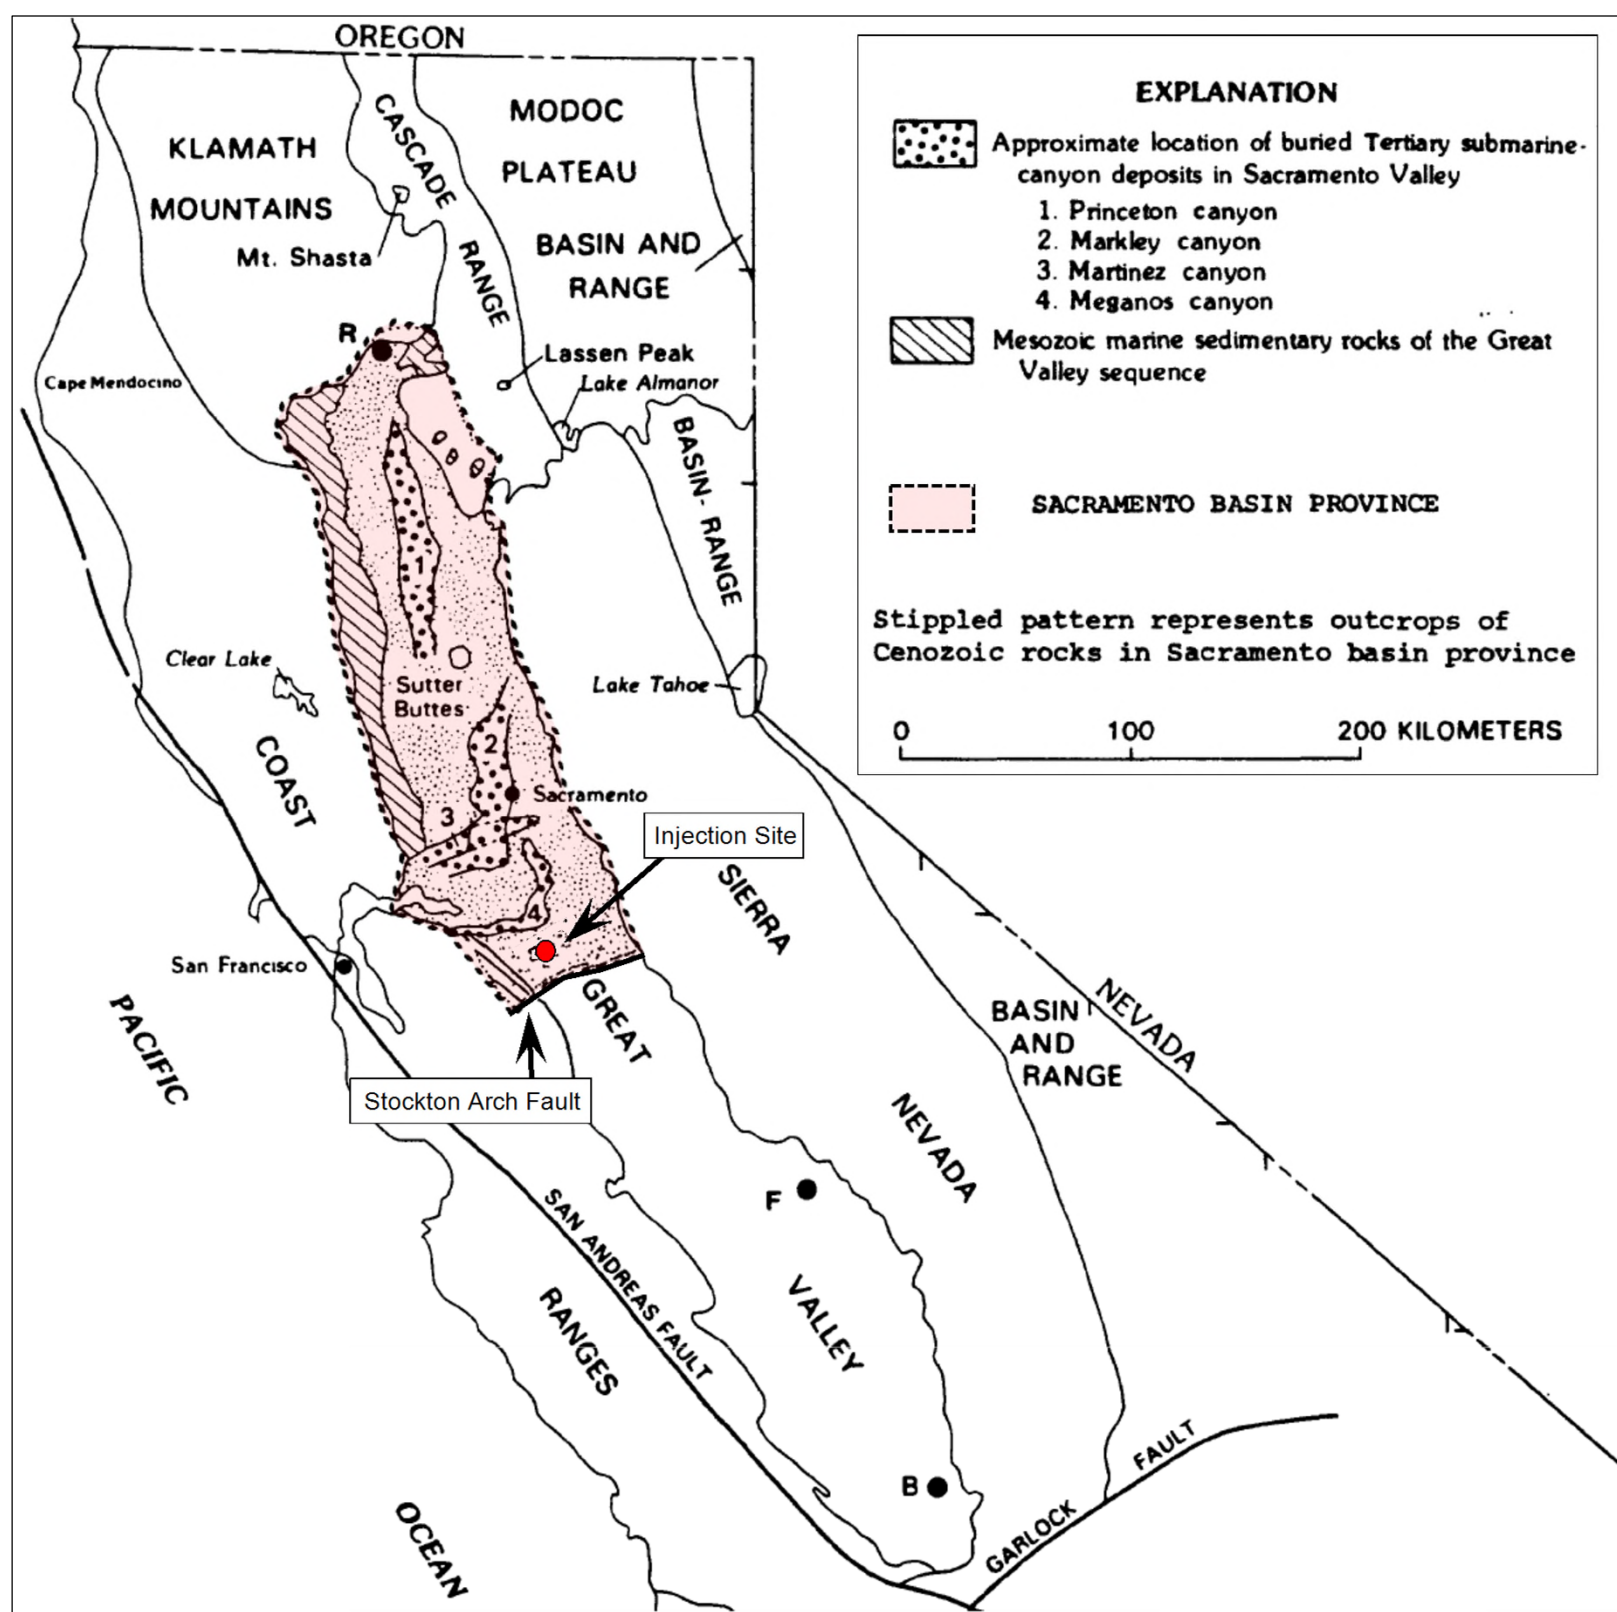 OREGON
KLAMATH
MOUNTAINS
Mt. Shasta
CASCADE
RANGE
MODOC
PLATEAU
BASIN AND
RANGE
R
Lassen Peak
Lake Almanor
Cape Mendocino
BASIN-RANGE
1
Clear Lake
Sutter
Buttes
Lake Tahoe
COAST
2
Sacramento
3
Injection Site
4
SIERRA
San Francisco
GREAT
PACIFIC
Stockton Arch Fault
BASIN
AND
RANGE
NEVADA
NEVADA
F
SAN ANDREAS FAULT
RANGES
VALLEY
B
OCEAN
GARLOCK
FAULT
EXPLANATION
Approximate location of buried Tertiary submarine-
canyon deposits in Sacramento Valley
1. Princeton canyon
2. Markley canyon
3. Martinez canyon
4. Meganos canyon
Mesozoic marine sedimentary rocks of the Great
Valley sequence
SACRAMENTO BASIN PROVINCE
Stippled pattern represents outcrops of
Cenozoic rocks in Sacramento basin province
0 100 200 KILOMETERS